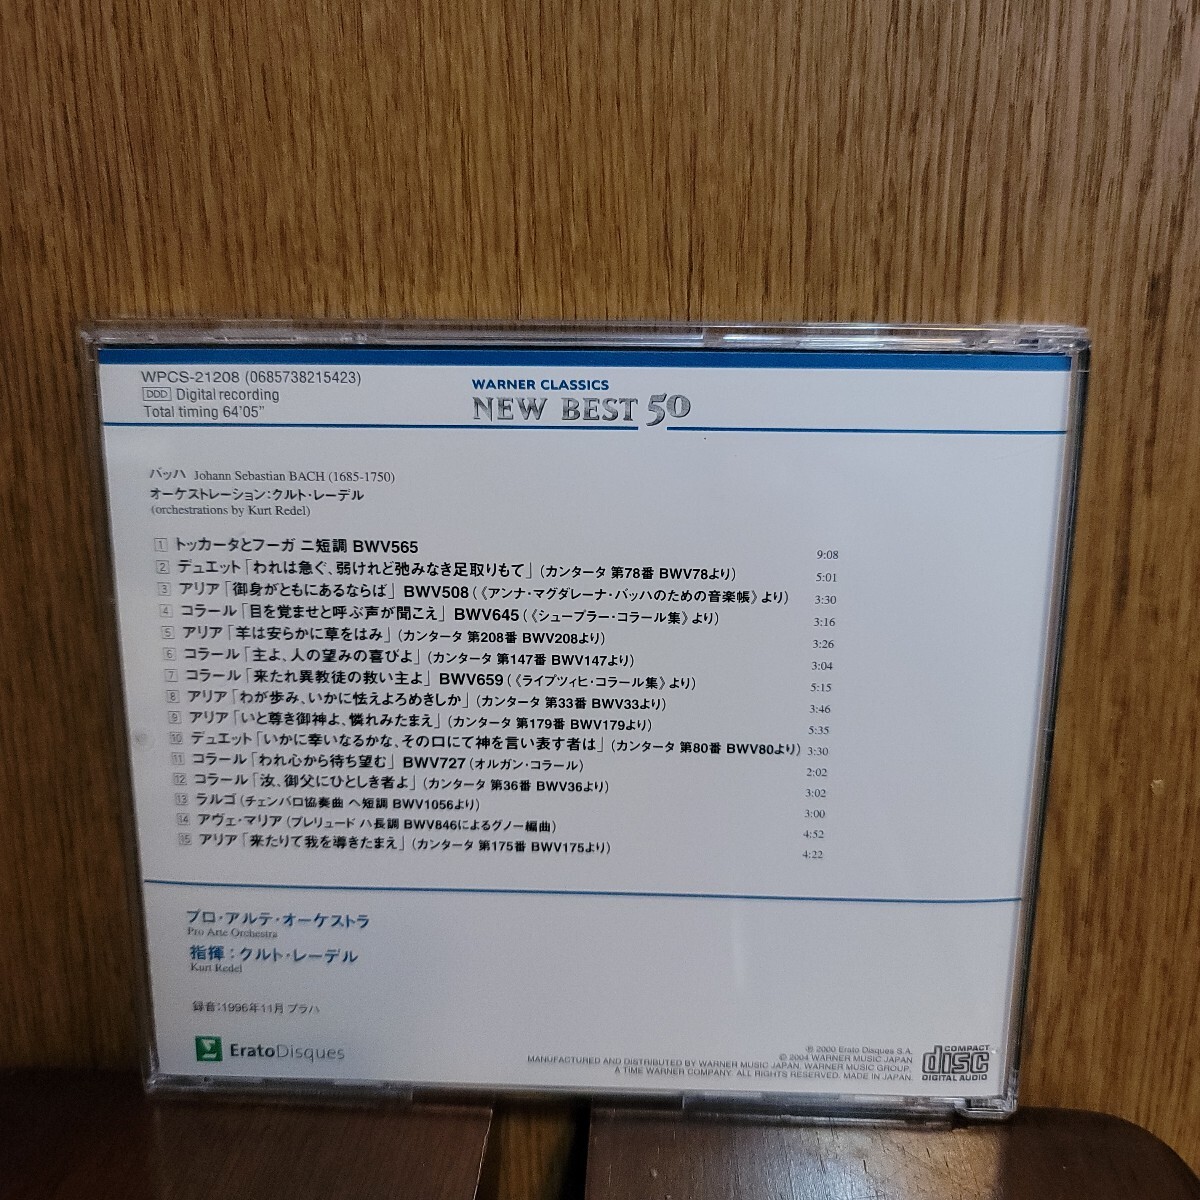 WPCS-21208 (0685738215423)
DDD Digital recording
Total timing 64'05"
WARNER CLASSICS
NEW BEST 50
バッハ Johann Sebastian BACH (1685-1750)
オーケストレーション:クルト・レーデル
(orchestrations by Kurt Redel)
1 トッカータとフーガ ニ短調 BWV565 9:08
2 デュエット「われは急ぐ、弱けれど弛みなき足取りもて」(カンタータ 第78番 BWV78より) 5:01
3 アリア「御身がともにあるならば」BWV508(《アンナ・マグダレーナ・バッハのための音楽帳》より) 3:30
4 コラール「目を覚ませと呼ぶ声が聞こえ」BWV645(《シューブラー・コラール集》より) 3:16
5 アリア「羊は安らかに草をはみ」(カンタータ 第208番 BWV208より) 3:26
6 コラール「主よ、人の望みの喜びよ」(カンタータ 第147番 BWV147より) 3:04
7 コラール「来たれ異教徒の救い主よ」BWV659(《ライプツィヒ・コラール集》より) 5:15
8 アリア「わが歩み、いかに怯えよろめきしか」(カンタータ 第33番 BWV33より) 3:46
9 アリア「いと尊き御神よ、憐れみたまえ」(カンタータ 第179番 BWV179より) 5:35
10 デュエット「いかに幸いなるかな、その口にて神を言い表す者は」(カンタータ 第80番 BWV80より) 3:30
11 コラール「われ心から待ち望む」BWV727(オルガン・コラール) 2:02
12 コラール「汝、御父にひとしき者よ」(カンタータ 第36番 BWV36より) 3:02
13 ラルゴ(チェンバロ協奏曲 ヘ短調 BWV1056より) 3:00
14 アヴェ・マリア(プレリュード ハ長調 BWV846によるグノー編曲) 4:52
15 アリア「来たりて我を導きたまえ」(カンタータ 第175番 BWV175より) 4:22
プロ・アルテ・オーケストラ
Pro Arte Orchestra
指揮:クルト・レーデル
Kurt Redel
録音:1996年11月 プラハ
EratoDisques
℗ 2000 Erato Disques S.A.
© 2004 WARNER MUSIC JAPAN
MANUFACTURED AND DISTRIBUTED BY WARNER MUSIC JAPAN, WARNER MUSIC GROUP,
A TIME WARNER COMPANY. ALL RIGHTS RESERVED. MADE IN JAPAN.
COMPACT
disc
DIGITAL AUDIO